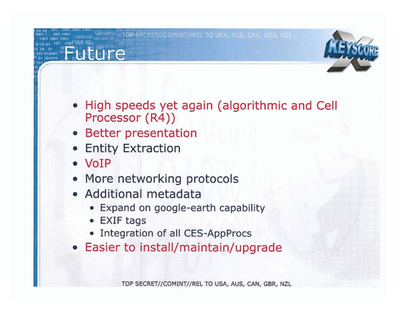 TOP SECRET//COMINT//REL TO USA, AUS, CAN, GBR, NZL
X KEYSCORE
Future
• High speeds yet again (algorithmic and Cell
Processor (R4))
• Better presentation
• Entity Extraction
• VoIP
• More networking protocols
• Additional metadata
• Expand on google-earth capability
• EXIF tags
• Integration of all CES-AppProcs
• Easier to install/maintain/upgrade
TOP SECRET//COMINT//REL TO USA, AUS, CAN, GBR, NZL